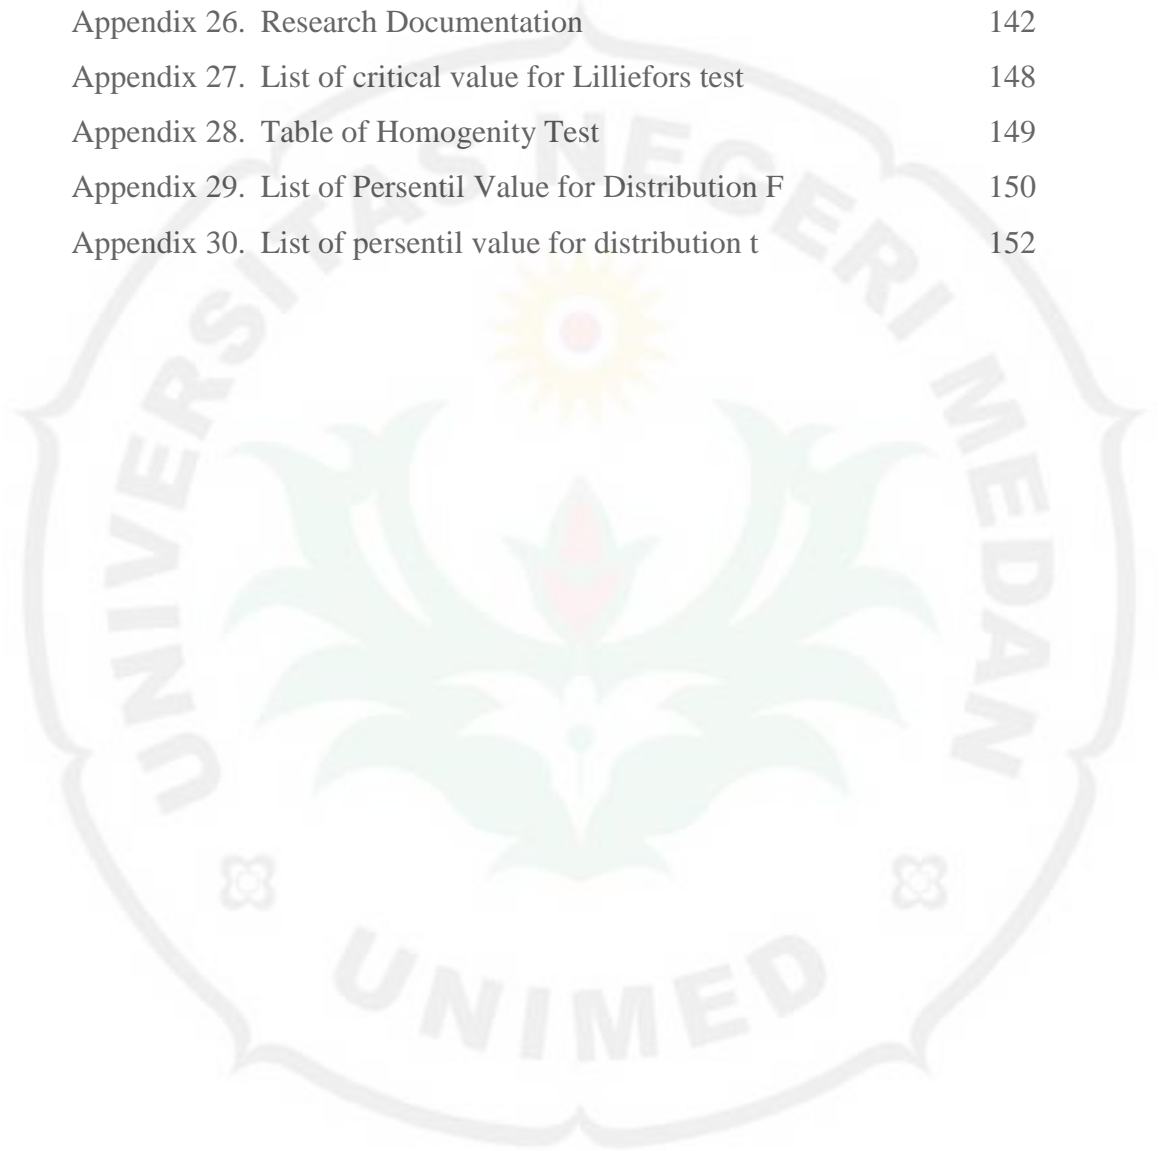 Appendix 26. Research Documentation 142
Appendix 27. List of critical value for Lilliefors test 148
Appendix 28. Table of Homogenity Test 149
Appendix 29. List of Persentil Value for Distribution F 150
Appendix 30. List of persentil value for distribution t 152
UNIVERSITAS NEGERI MEDAN
UNIMED